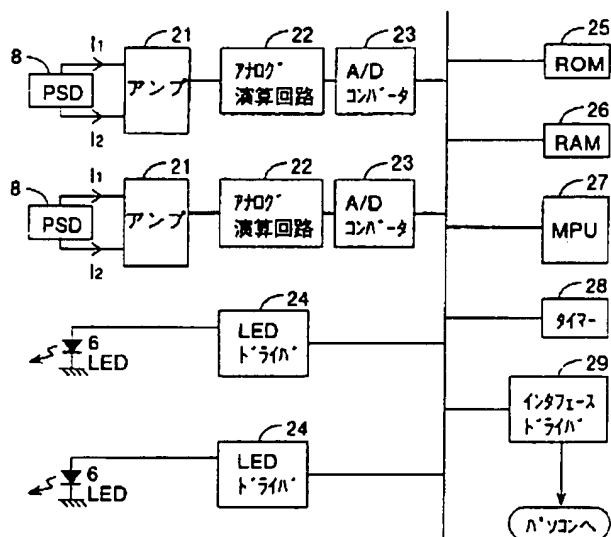 8
PSD
I1
I2
21
アンプ
22
アナログ
演算回路
23
A/D
コンバータ
25
ROM
26
RAM
8
PSD
I1
I2
21
アンプ
22
アナログ
演算回路
23
A/D
コンバータ
27
MPU
28
タイマー
6
LED
24
LED
ドライバ
29
インタフェース
ドライバ
6
LED
24
LED
ドライバ
パソコンへ